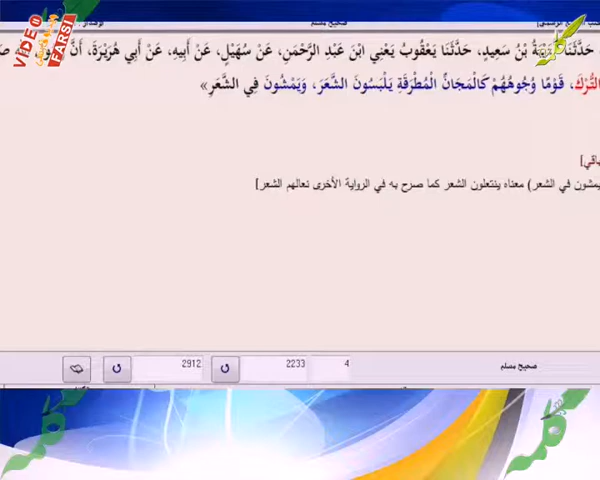 صحيح مسلم
حَدَّثَنَا قُتَيْبَةُ بْنُ سَعِيدٍ، حَدَّثَنَا يَعْقُوبُ يَعْنِي ابْنَ عَبْدِ الرَّحْمَنِ، عَنْ سُهَيْلٍ، عَنْ أَبِيهِ، عَنْ أَبِي هُرَيْرَةَ، أَنَّ
التُّرْكَ، قَوْمًا وُجُوهُهُمْ كَالْمَجَانِّ الْمُطْرَقَةِ يَلْبَسُونَ الشَّعَرَ، وَيَمْشُونَ فِي الشَّعَرِ»
يمشون في الشعر) معناه ينتعلون الشعر كما صرح به في الرواية الأخرى نعالهم الشعر]
صحيح مسلم 4 2233 2912
VIDEO FARSI
كلمة